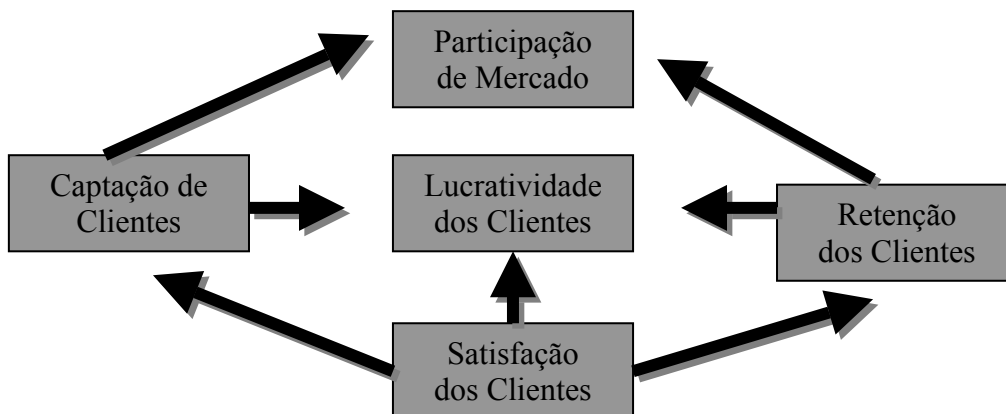 Participação
de Mercado
Captação de
Clientes
Lucratividade
dos Clientes
Retenção
dos Clientes
Satisfação
dos Clientes